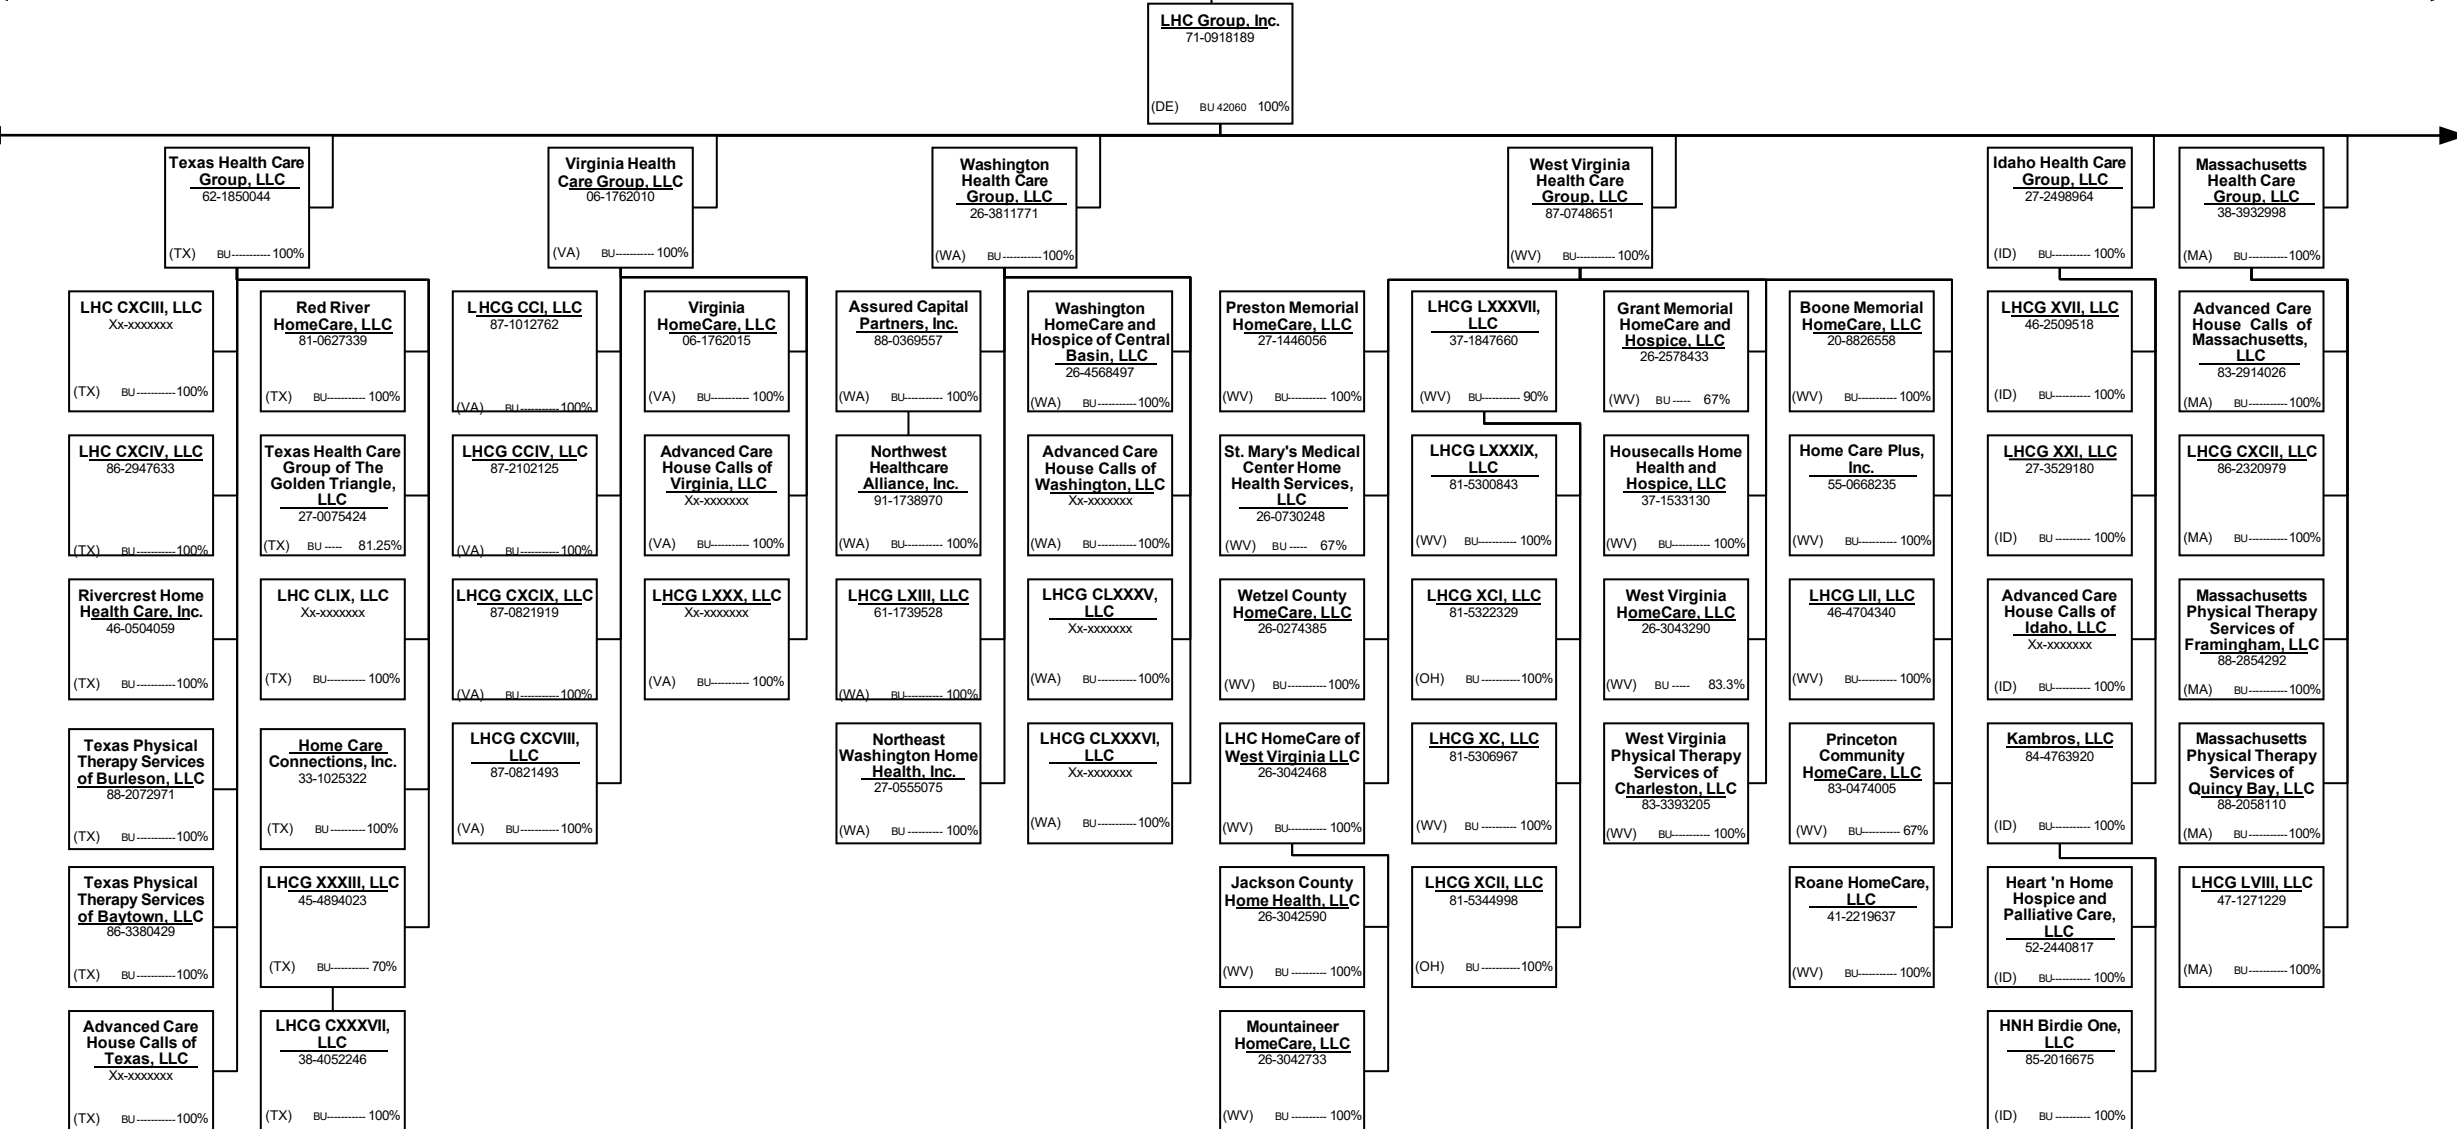 LHC Group, Inc.
71-0918189
(DE) BU 42060 100%
Texas Health Care
Group, LLC
62-1850044
(TX) BU----------- 100%
Virginia Health
Care Group, LLC
06-1762010
(VA) BU----------- 100%
Washington
Health Care
Group, LLC
26-3811771
(WA) BU-----------100%
West Virginia
Health Care
Group, LLC
87-0748651
(WV) BU----------- 100%
Idaho Health Care
Group, LLC
27-2498964
(ID) BU----------- 100%
Massachusetts
Health Care
Group, LLC
38-3932998
(MA) BU-----------100%
LHC CXCIII, LLC
Xx-xxxxxxx
(TX) BU-----------100%
Red River
HomeCare, LLC
81-0627339
(TX) BU----------- 100%
LHCG CCI, LLC
87-1012762
(VA) BU-----------100%
Virginia
HomeCare, LLC
06-1762015
(VA) BU----------- 100%
Assured Capital
Partners, Inc.
88-0369557
(WA) BU----------- 100%
Washington
HomeCare and
Hospice of Central
Basin, LLC
26-4568497
(WA) BU-----------100%
Preston Memorial
HomeCare, LLC
27-1446056
(WV) BU----------- 100%
LHCG LXXXVII,
LLC
37-1847660
(WV) BU----------- 90%
Grant Memorial
HomeCare and
Hospice, LLC
26-2578433
(WV) BU ----- 67%
Boone Memorial
HomeCare, LLC
20-8826558
(WV) BU----------- 100%
LHCG XVII, LLC
46-2509518
(ID) BU-----------100%
Advanced Care
House Calls of
Massachusetts,
LLC
83-2914026
(MA) BU-----------100%
LHC CXCIV, LLC
86-2947633
(TX) BU-----------100%
Texas Health Care
Group of The
Golden Triangle,
LLC
27-0075424
(TX) BU ----- 81.25%
LHCG CCIV, LLC
87-2102125
(VA) BU-----------100%
Advanced Care
House Calls of
Virginia, LLC
Xx-xxxxxxx
(VA) BU----------- 100%
Northwest
Healthcare
Alliance, Inc.
91-1738970
(WA) BU----------- 100%
Advanced Care
House Calls of
Washington, LLC
Xx-xxxxxxx
(WA) BU-----------100%
St. Mary's Medical
Center Home
Health Services,
LLC
26-0730248
(WV) BU ----- 67%
LHCG LXXXIX,
LLC
81-5300843
(WV) BU----------- 100%
Housecalls Home
Health and
Hospice, LLC
37-1533130
(WV) BU----------- 100%
Home Care Plus,
Inc.
55-0668235
(WV) BU----------- 100%
LHCG XXI, LLC
27-3529180
(ID) BU ---------- 100%
LHCG CXCII, LLC
86-2320979
(MA) BU-----------100%
Rivercrest Home
Health Care, Inc.
46-0504059
(TX) BU-----------100%
LHC CLIX, LLC
Xx-xxxxxxx
(TX) BU----------- 100%
LHCG CXCIX, LLC
87-0821919
(VA) BU-----------100%
LHCG LXXX, LLC
Xx-xxxxxxx
(VA) BU----------- 100%
LHCG LXIII, LLC
61-1739528
(WA) BU----------- 100%
LHCG CLXXXV,
LLC
Xx-xxxxxxx
(WA) BU-----------100%
Wetzel County
HomeCare, LLC
26-0274385
(WV) BU-----------100%
LHCG XCI, LLC
81-5322329
(OH) BU -----------100%
West Virginia
HomeCare, LLC
26-3043290
(WV) BU ----- 83.3%
LHCG LII, LLC
46-4704340
(WV) BU----------- 100%
Advanced Care
House Calls of
Idaho, LLC
Xx-xxxxxxx
(ID) BU----------- 100%
Massachusetts
Physical Therapy
Services of
Framingham, LLC
88-2854292
(MA) BU-----------100%
Texas Physical
Therapy Services
of Burleson, LLC
88-2072971
(TX) BU-----------100%
Home Care
Connections, Inc.
33-1025322
(TX) BU-----------100%
LHCG CXCVIII,
LLC
87-0821493
(VA) BU-----------100%
Northeast
Washington Home
Health, Inc.
27-0555075
(WA) BU ---------- 100%
LHCG CLXXXVI,
LLC
Xx-xxxxxxx
(WA) BU-----------100%
LHC HomeCare of
West Virginia LLC
26-3042468
(WV) BU----------- 100%
LHCG XC, LLC
81-5306967
(WV) BU ---------- 100%
West Virginia
Physical Therapy
Services of
Charleston, LLC
83-3393205
(WV) BU----------- 100%
Princeton
Community
HomeCare, LLC
83-0474005
(WV) BU----------- 67%
Kambros, LLC
84-4763920
(ID) BU----------- 100%
Massachusetts
Physical Therapy
Services of
Quincy Bay, LLC
88-2058110
(MA) BU-----------100%
Texas Physical
Therapy Services
of Baytown, LLC
86-3380429
(TX) BU-----------100%
LHCG XXXIII, LLC
45-4894023
(TX) BU----------- 70%
Jackson County
Home Health, LLC
26-3042590
(WV) BU ---------- 100%
LHCG XCII, LLC
81-5344998
(OH) BU -----------100%
Roane HomeCare,
LLC
41-2219637
(WV) BU----------- 100%
Heart 'n Home
Hospice and
Palliative Care,
LLC
52-2440817
(ID) BU----------- 100%
LHCG LVIII, LLC
47-1271229
(MA) BU-----------100%
Advanced Care
House Calls of
Texas, LLC
Xx-xxxxxxx
(TX) BU-----------100%
LHCG CXXXVII,
LLC
38-4052246
(TX) BU----------- 100%
Mountaineer
HomeCare, LLC
26-3042733
(WV) BU ---------- 100%
HNH Birdie One,
LLC
85-2016675
(ID) BU ---------- 100%